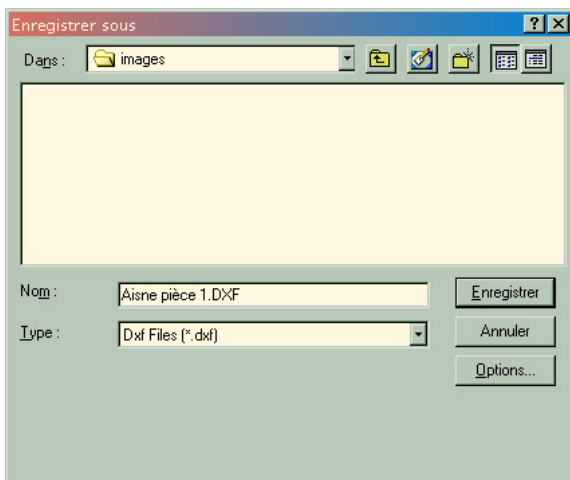 Enregistrer sous
Dans :
images
Nom :
Aisne pièce 1.DXF
Enregistrer
Type :
Dxf Files (*.dxf)
Annuler
Options...